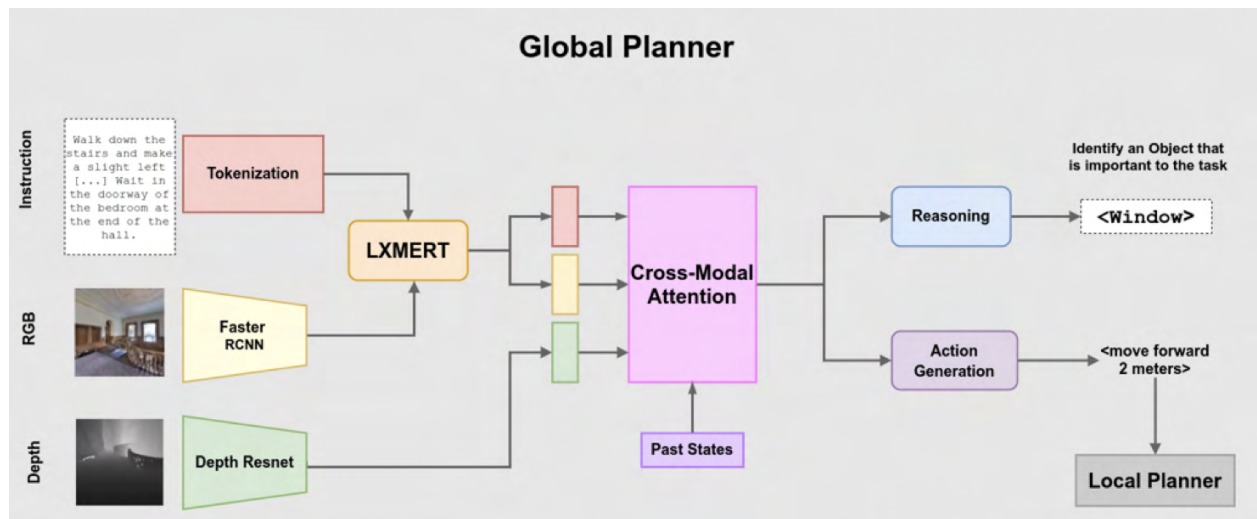 Global Planner
Instruction
Walk down the
stairs and make
a slight left
[...] Wait in
the doorway of
the bedroom at
the end of the
hall.
Tokenization
LXMERT
RGB
Faster
RCNN
Depth
Depth Resnet
Cross-Modal
Attention
Past States
Reasoning
Identify an Object that
is important to the task
<Window>
Action
Generation
<move forward
2 meters>
Local Planner